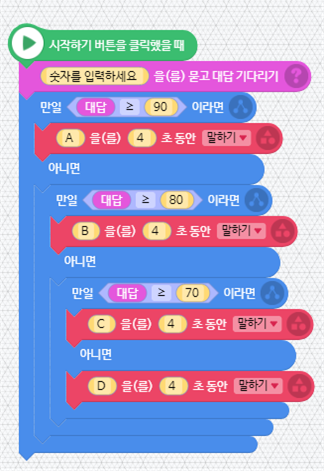 시작하기 버튼을 클릭했을 때
숫자를 입력하세요 을(를) 묻고 대답 기다리기 ?
만일 대답 ≥ 90 이라면
A 을(를) 4 초 동안 말하기
아니면
만일 대답 ≥ 80 이라면
B 을(를) 4 초 동안 말하기
아니면
만일 대답 ≥ 70 이라면
C 을(를) 4 초 동안 말하기
아니면
D 을(를) 4 초 동안 말하기